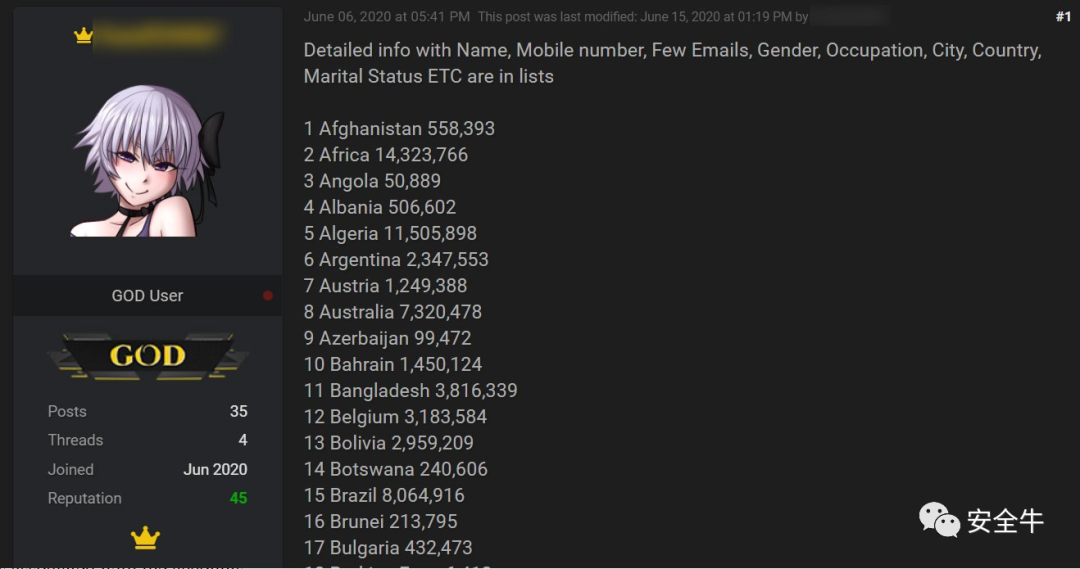 June 06, 2020 at 05:41 PM This post was last modified: June 15, 2020 at 01:19 PM by
#1
Detailed info with Name, Mobile number, Few Emails, Gender, Occupation, City, Country,
Marital Status ETC are in lists
1 Afghanistan 558,393
2 Africa 14,323,766
3 Angola 50,889
4 Albania 506,602
5 Algeria 11,505,898
6 Argentina 2,347,553
7 Austria 1,249,388
8 Australia 7,320,478
9 Azerbaijan 99,472
10 Bahrain 1,450,124
11 Bangladesh 3,816,339
12 Belgium 3,183,584
13 Bolivia 2,959,209
14 Botswana 240,606
15 Brazil 8,064,916
16 Brunei 213,795
17 Bulgaria 432,473
GOD User
GOD
Posts 35
Threads 4
Joined Jun 2020
Reputation 45
安全牛